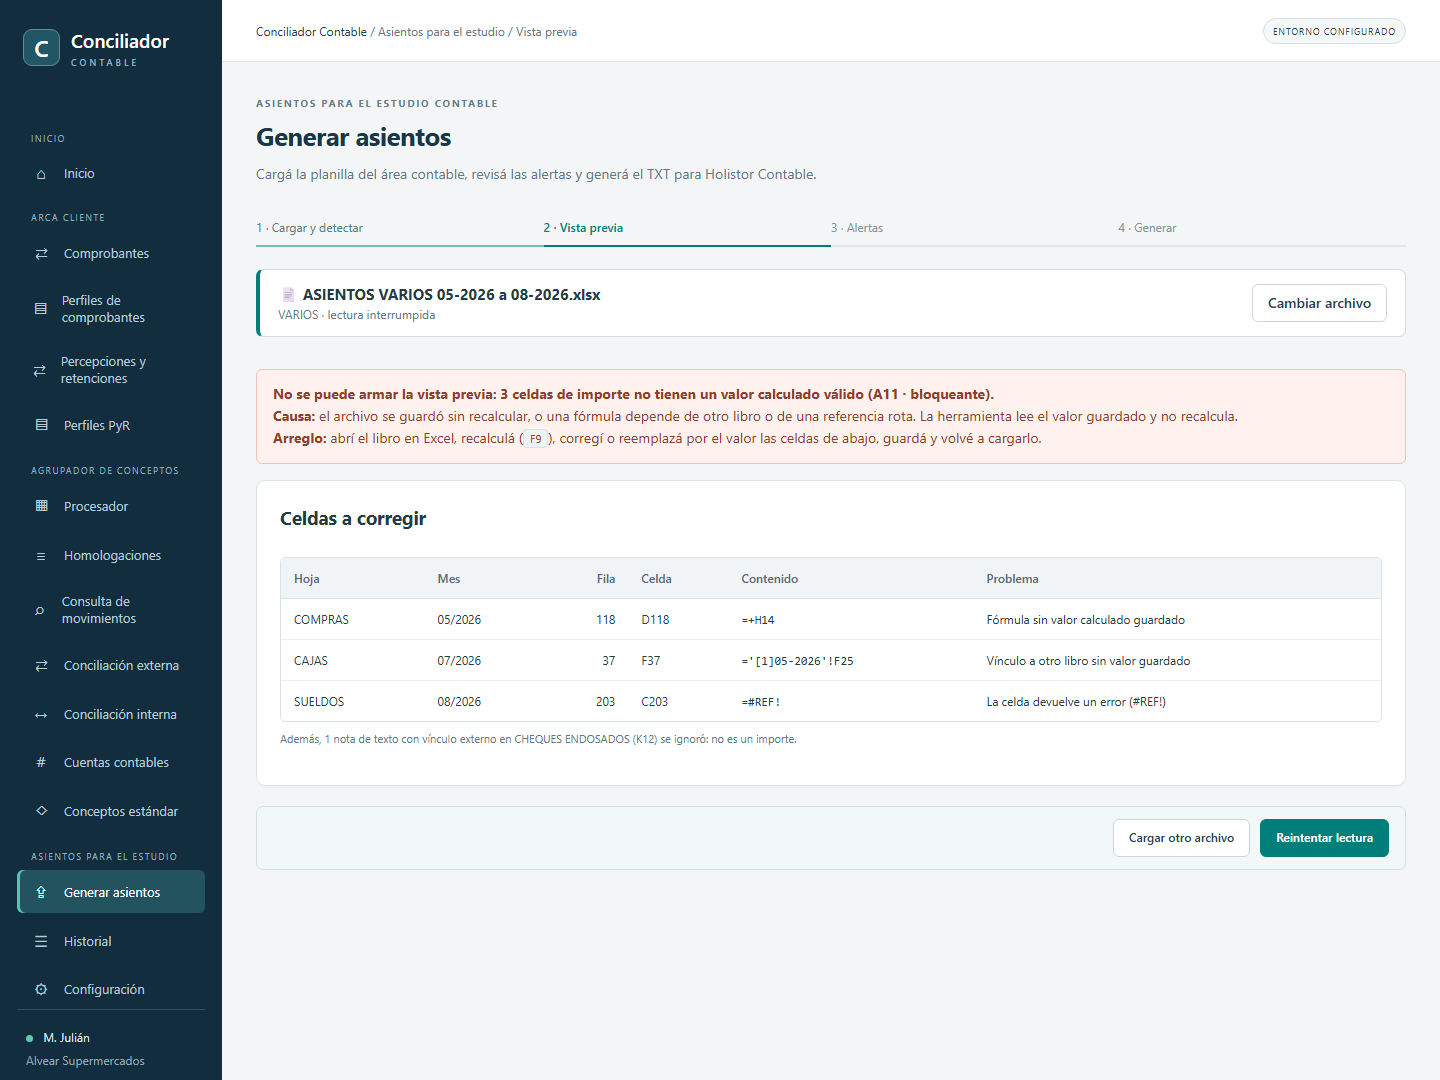 C
Conciliador
CONTABLE
INICIO
Inicio
ARCA CLIENTE
Comprobantes
Perfiles de
comprobantes
Percepciones y
retenciones
Perfiles PyR
AGRUPADOR DE CONCEPTOS
Procesador
Homologaciones
Consulta de
movimientos
Conciliación externa
Conciliación interna
# Cuentas contables
Conceptos estándar
ASIENTOS PARA EL ESTUDIO
Generar asientos
Historial
Configuración
M. Julián
Alvear Supermercados
Conciliador Contable / Asientos para el estudio / Vista previa
ENTORNO CONFIGURADO
ASIENTOS PARA EL ESTUDIO CONTABLE
Generar asientos
Cargá la planilla del área contable, revisá las alertas y generá el TXT para Holistor Contable.
1 · Cargar y detectar
2 · Vista previa
3 · Alertas
4 · Generar
ASIENTOS VARIOS 05-2026 a 08-2026.xlsx
VARIOS · lectura interrumpida
Cambiar archivo
No se puede armar la vista previa: 3 celdas de importe no tienen un valor calculado válido (A11 · bloqueante).
Causa: el archivo se guardó sin recalcular, o una fórmula depende de otro libro o de una referencia rota. La herramienta lee el valor guardado y no recalcula.
Arreglo: abrí el libro en Excel, recalculá (F9), corregí o reemplazá por el valor las celdas de abajo, guardá y volvé a cargarlo.
Celdas a corregir
Hoja Mes Fila Celda Contenido Problema
COMPRAS 05/2026 118 D118 =+H14 Fórmula sin valor calculado guardado
CAJAS 07/2026 37 F37 ='[1]05-2026'!F25 Vínculo a otro libro sin valor guardado
SUELDOS 08/2026 203 C203 =#REF! La celda devuelve un error (#REF!)
Además, 1 nota de texto con vínculo externo en CHEQUES ENDOSADOS (K12) se ignoró: no es un importe.
Cargar otro archivo
Reintentar lectura